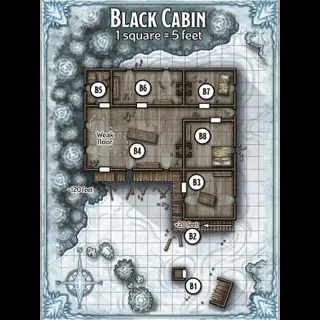 BLACK CABIN
1 square = 5 feet
B5
B6
B7
B8
Weak
floor
B4
B3
+120 feet
+20 feet
B2
B1